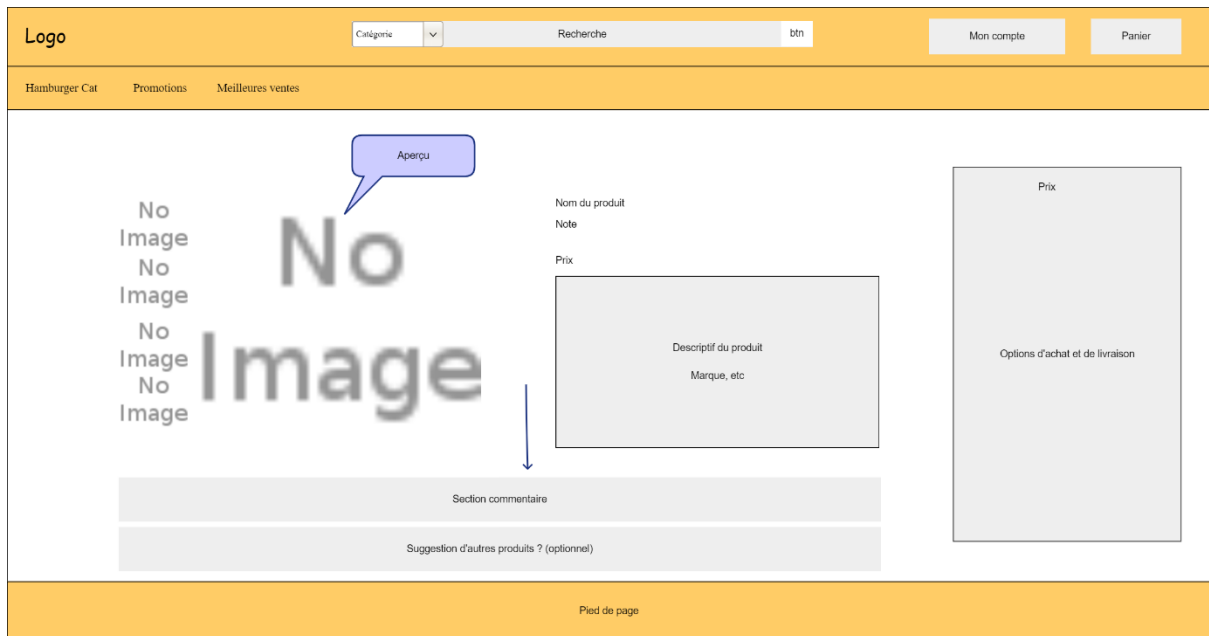 Logo
Catégorie
Recherche
btn
Mon compte
Panier
Hamburger Cat
Promotions
Meilleures ventes
Aperçu
No
Image
No
Image
No
Image
No
Image
No
Image
Nom du produit
Note
Prix
Descriptif du produit
Marque, etc
Prix
Options d'achat et de livraison
Section commentaire
Suggestion d'autres produits ? (optionnel)
Pied de page